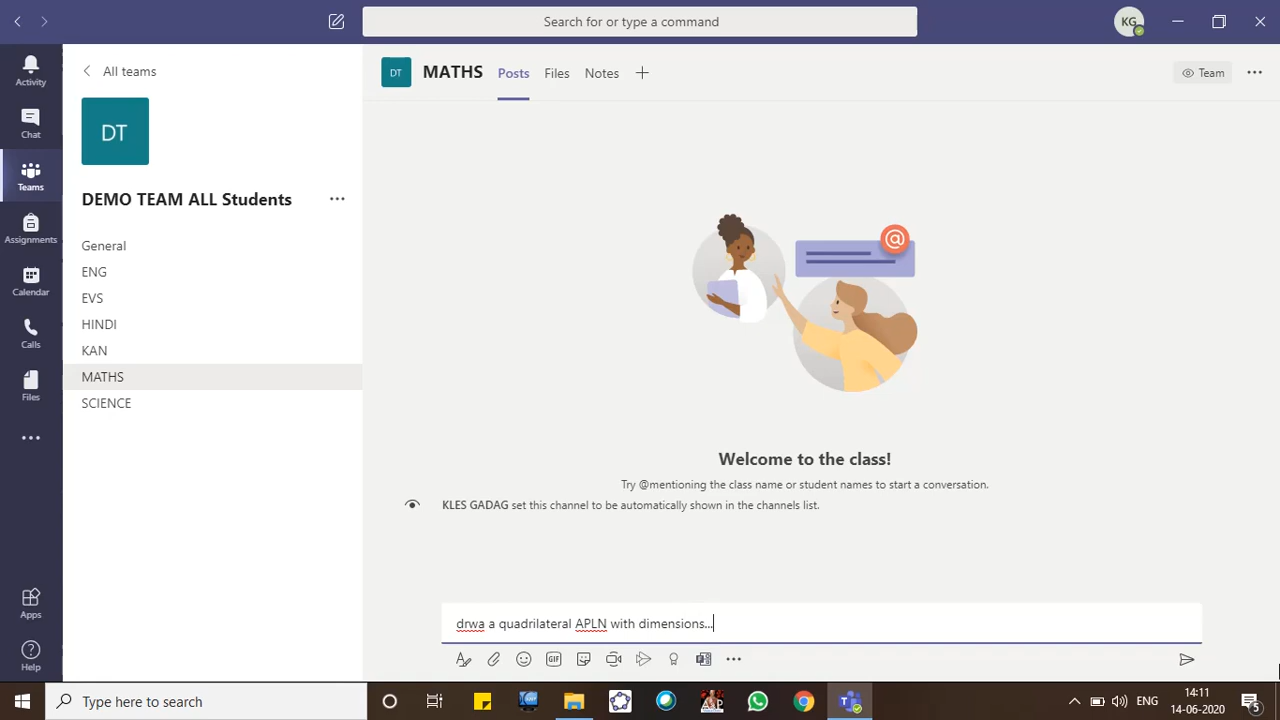 Search for or type a command
KG
Activity
Chat
Teams
Assignments
Calendar
Calls
Files
Apps
Help
All teams
DT
DEMO TEAM ALL Students
General
ENG
EVS
HINDI
KAN
MATHS
SCIENCE
DT
MATHS
Posts
Files
Notes
Team
@
Welcome to the class!
Try @mentioning the class name or student names to start a conversation.
KLES GADAG set this channel to be automatically shown in the channels list.
drwa a quadrilateral APLN with dimensions...
GIF
Type here to search
ENG
14:11
14-06-2020
5